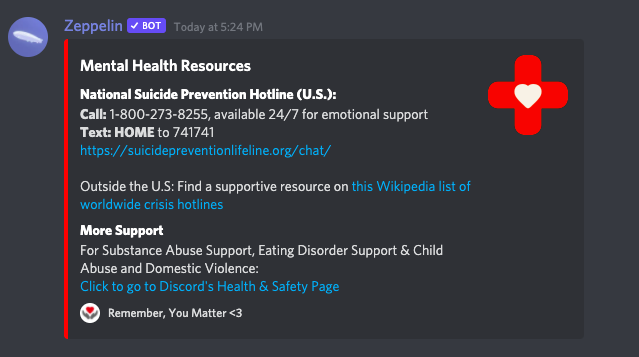 Zeppelin BOT Today at 5:24 PM
Mental Health Resources
National Suicide Prevention Hotline (U.S.):
Call: 1-800-273-8255, available 24/7 for emotional support
Text: HOME to 741741
https://suicidepreventionlifeline.org/chat/
Outside the U.S: Find a supportive resource on this Wikipedia list of
worldwide crisis hotlines
More Support
For Substance Abuse Support, Eating Disorder Support & Child
Abuse and Domestic Violence:
Click to go to Discord's Health & Safety Page
Remember, You Matter <3